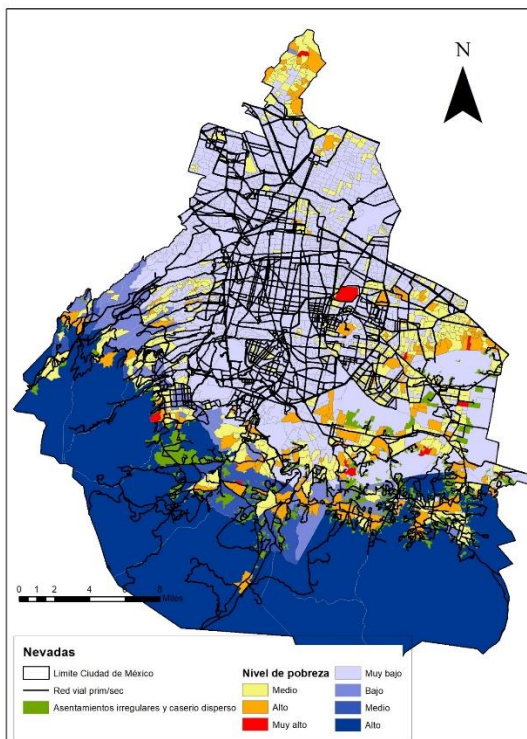 N
0 1 2 4 6 8
Miles
Nevadas
Limite Ciudad de México
Red vial prim/sec
Asentamientos irregulares y caserio disperso
Nivel de pobreza
Medio
Alto
Muy alto
Muy bajo
Bajo
Medio
Alto